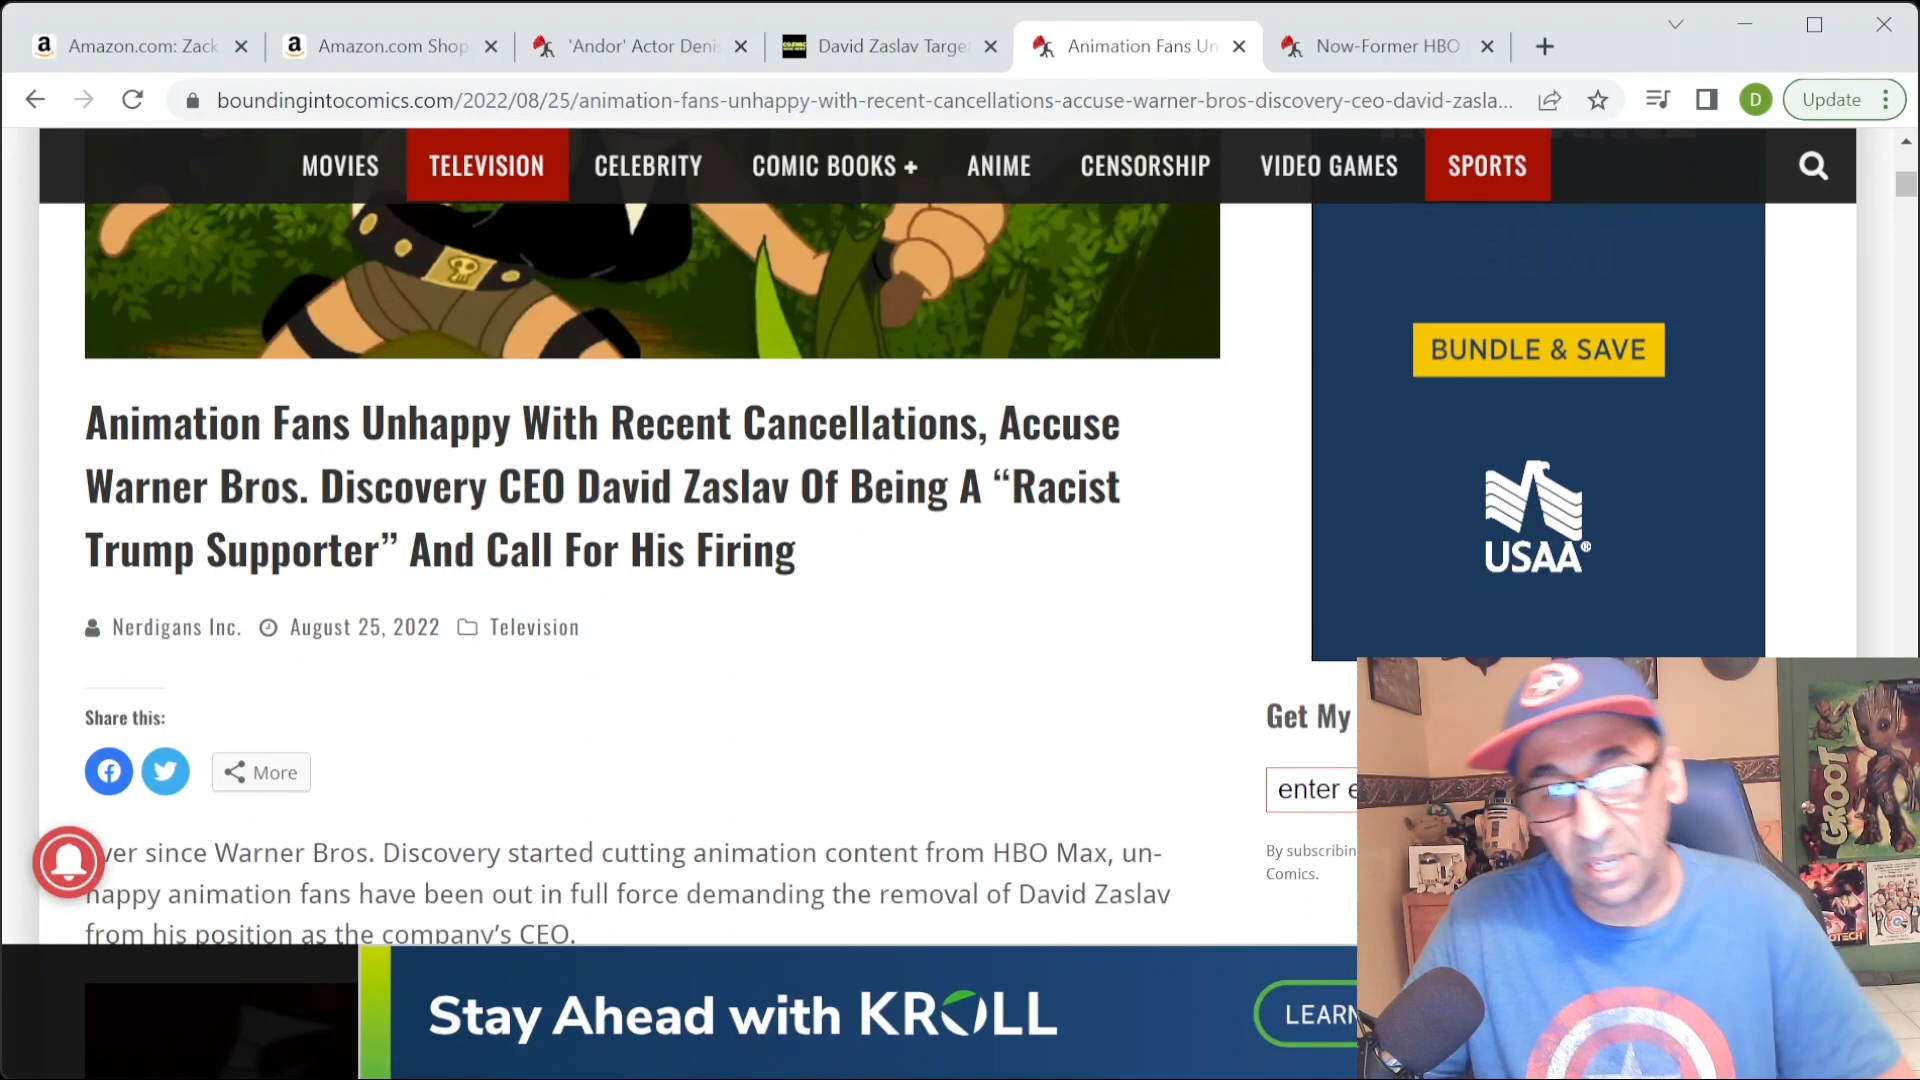 Amazon.com: Zack
Amazon.com Shop
'Andor' Actor Deni
David Zaslav Targe
Animation Fans Un
Now-Former HBO
boundingintocomics.com/2022/08/25/animation-fans-unhappy-with-recent-cancellations-accuse-warner-bros-discovery-ceo-david-zasla...
D
Update
MOVIES
TELEVISION
CELEBRITY
COMIC BOOKS +
ANIME
CENSORSHIP
VIDEO GAMES
SPORTS
BUNDLE & SAVE
USAA®
Animation Fans Unhappy With Recent Cancellations, Accuse
Warner Bros. Discovery CEO David Zaslav Of Being A “Racist
Trump Supporter” And Call For His Firing
Nerdigans Inc. August 25, 2022 Television
Share this:
More
Get My
enter e
By subscribin
Comics.
ver since Warner Bros. Discovery started cutting animation content from HBO Max, un-
happy animation fans have been out in full force demanding the removal of David Zaslav
from his position as the company’s CEO.
Stay Ahead with KROLL
LEARN
GROOT